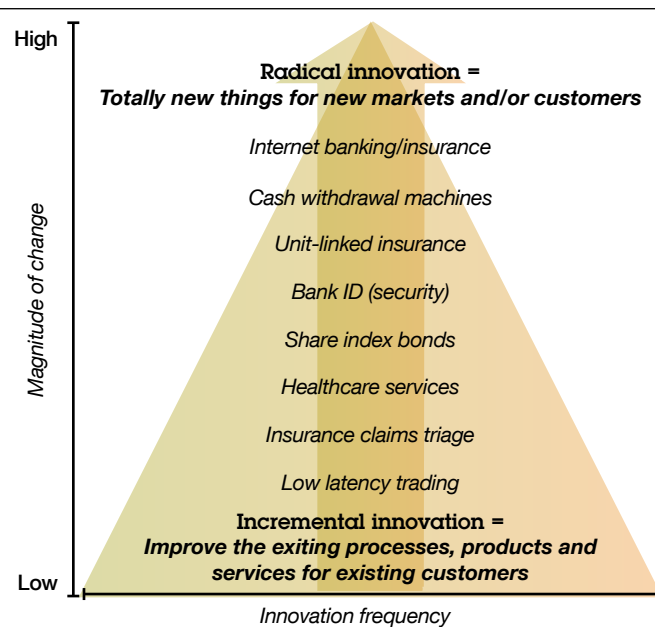 High
Radical innovation =
Totally new things for new markets and/or customers
Internet banking/insurance
Cash withdrawal machines
Unit-linked insurance
Bank ID (security)
Share index bonds
Healthcare services
Insurance claims triage
Low latency trading
Incremental innovation =
Improve the exiting processes, products and
services for existing customers
Low
Magnitude of change
Innovation frequency